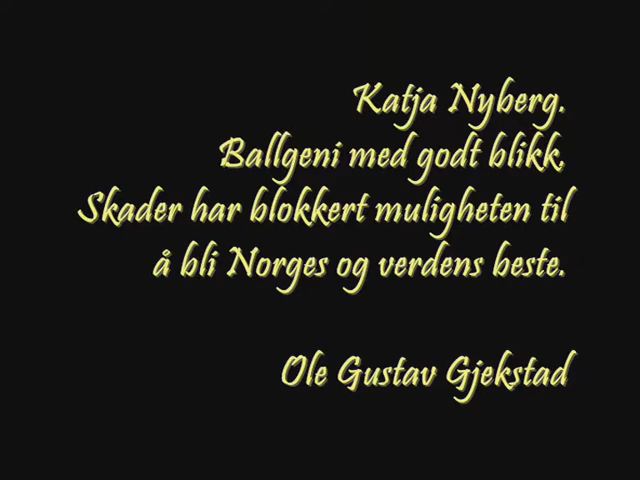 Katja Nyberg.
Ballgeni med godt blikk.
Skader har blokkert muligheten til
å bli Norges og verdens beste.
Ole Gustav Gjekstad